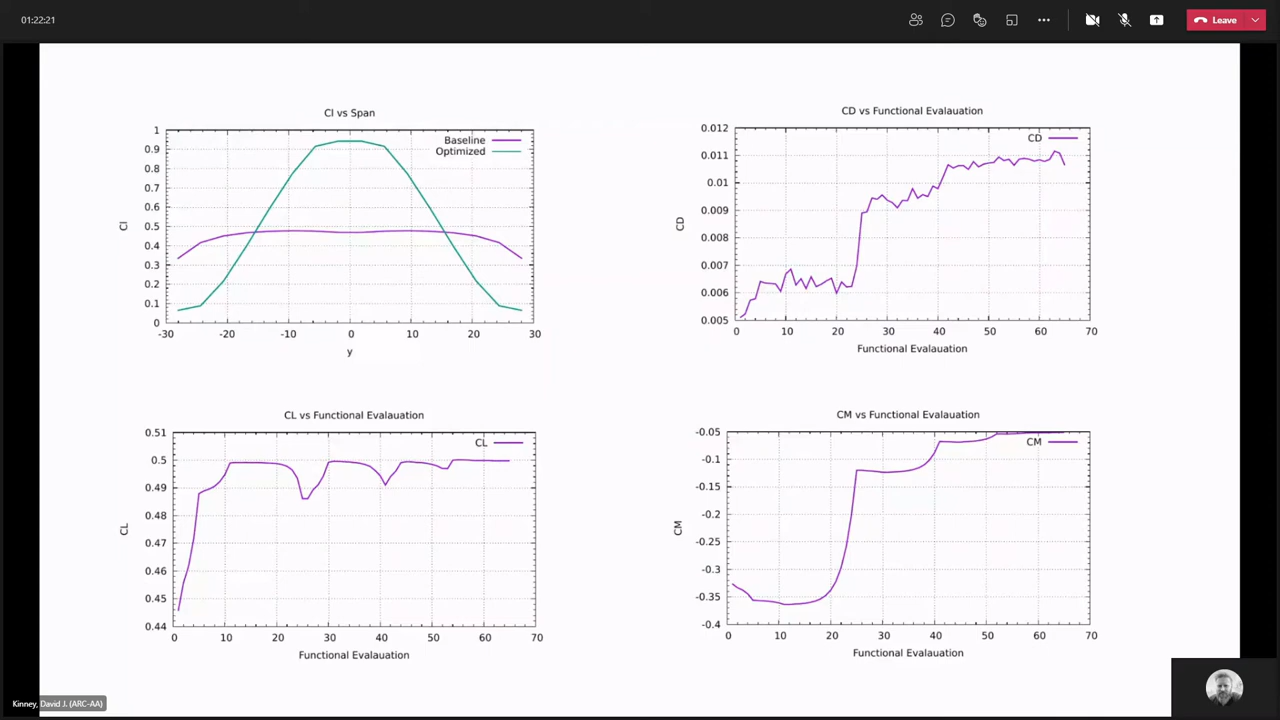 01:22:21
Leave
Cl vs Span
1
0.9
0.8
0.7
0.6
0.5
0.4
0.3
0.2
0.1
0
Cl
Baseline
Optimized
-30 -20 -10 0 10 20 30
y
CD vs Functional Evalauation
0.012
0.011
0.01
0.009
0.008
0.007
0.006
0.005
CD
CD
0 10 20 30 40 50 60 70
Functional Evalauation
CL vs Functional Evalauation
0.51
0.5
0.49
0.48
0.47
0.46
0.45
0.44
CL
CL
0 10 20 30 40 50 60 70
Functional Evalauation
CM vs Functional Evalauation
-0.05
-0.1
-0.15
-0.2
-0.25
-0.3
-0.35
-0.4
CM
CM
0 10 20 30 40 50 60 70
Functional Evalauation
Kinney, David J. (ARC-AA)